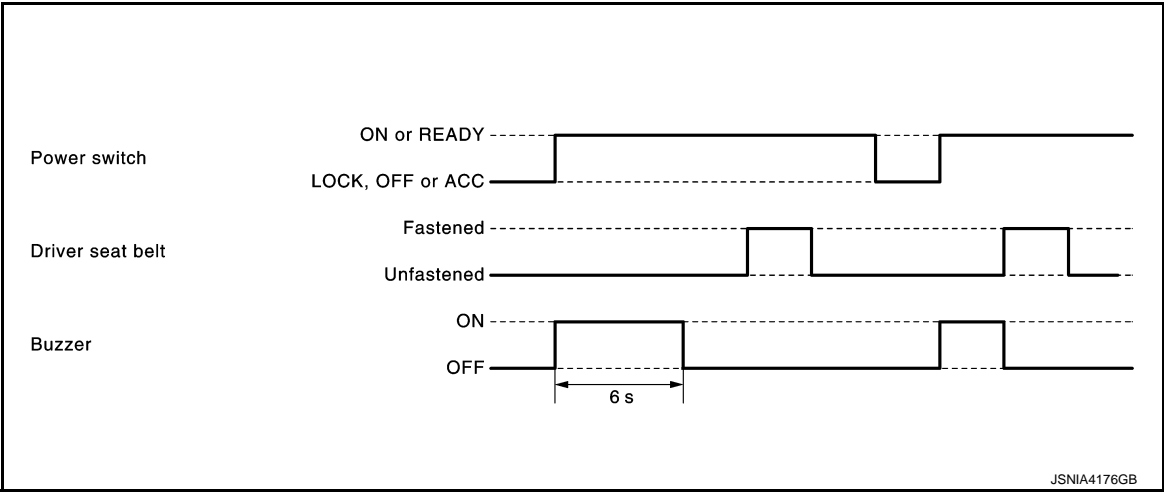 ON or READY
Power switch
LOCK, OFF or ACC
Fastened
Driver seat belt
Unfastened
ON
Buzzer
OFF
6 s
JSNIA4176GB